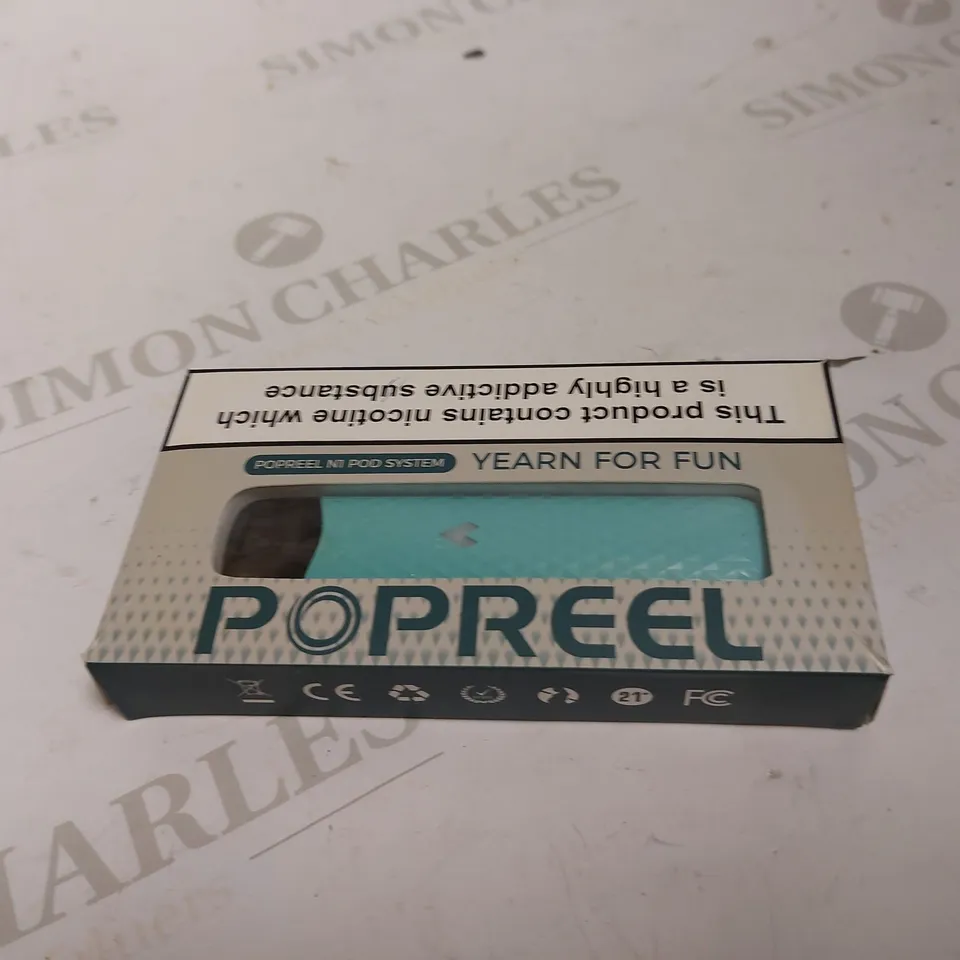 SIMON CHARLES
SIMON CHARLES
SIMON CHARLES
This product contains nicotine which
is a highly addictive substance
POPREEL N1 POD SYSTEM
YEARN FOR FUN
POPREEL
CE
21+
FC